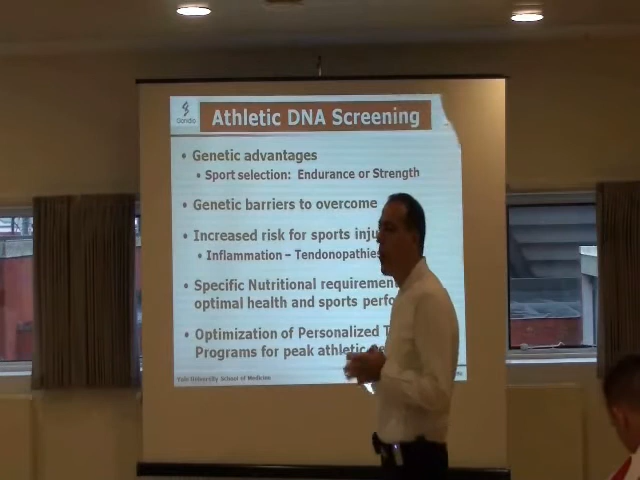 Athletic DNA Screening
• Genetic advantages
• Sport selection: Endurance or Strength
• Genetic barriers to overcome
• Increased risk for sports inju
• Inflammation – Tendonopathies
• Specific Nutritional requirement
optimal health and sports perfo
• Optimization of Personalized T
Programs for peak athletic
Yale University School of Medicine